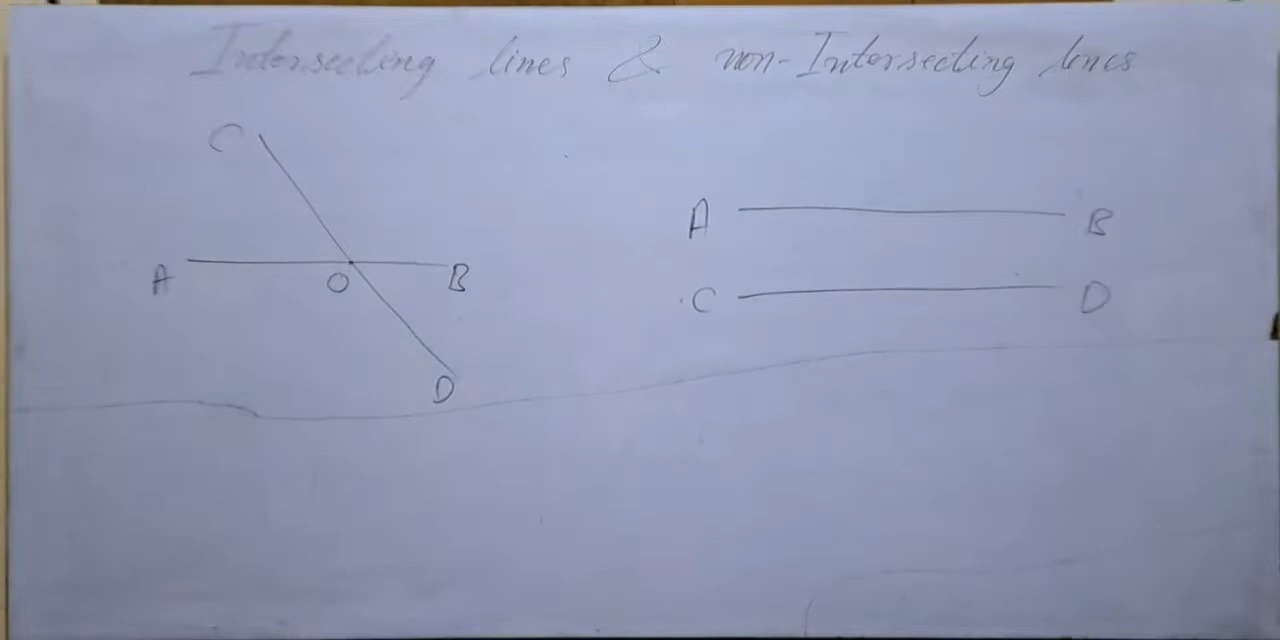 Intersecting lines & non-Intersecting lines
C
A O B
D
A B
C D